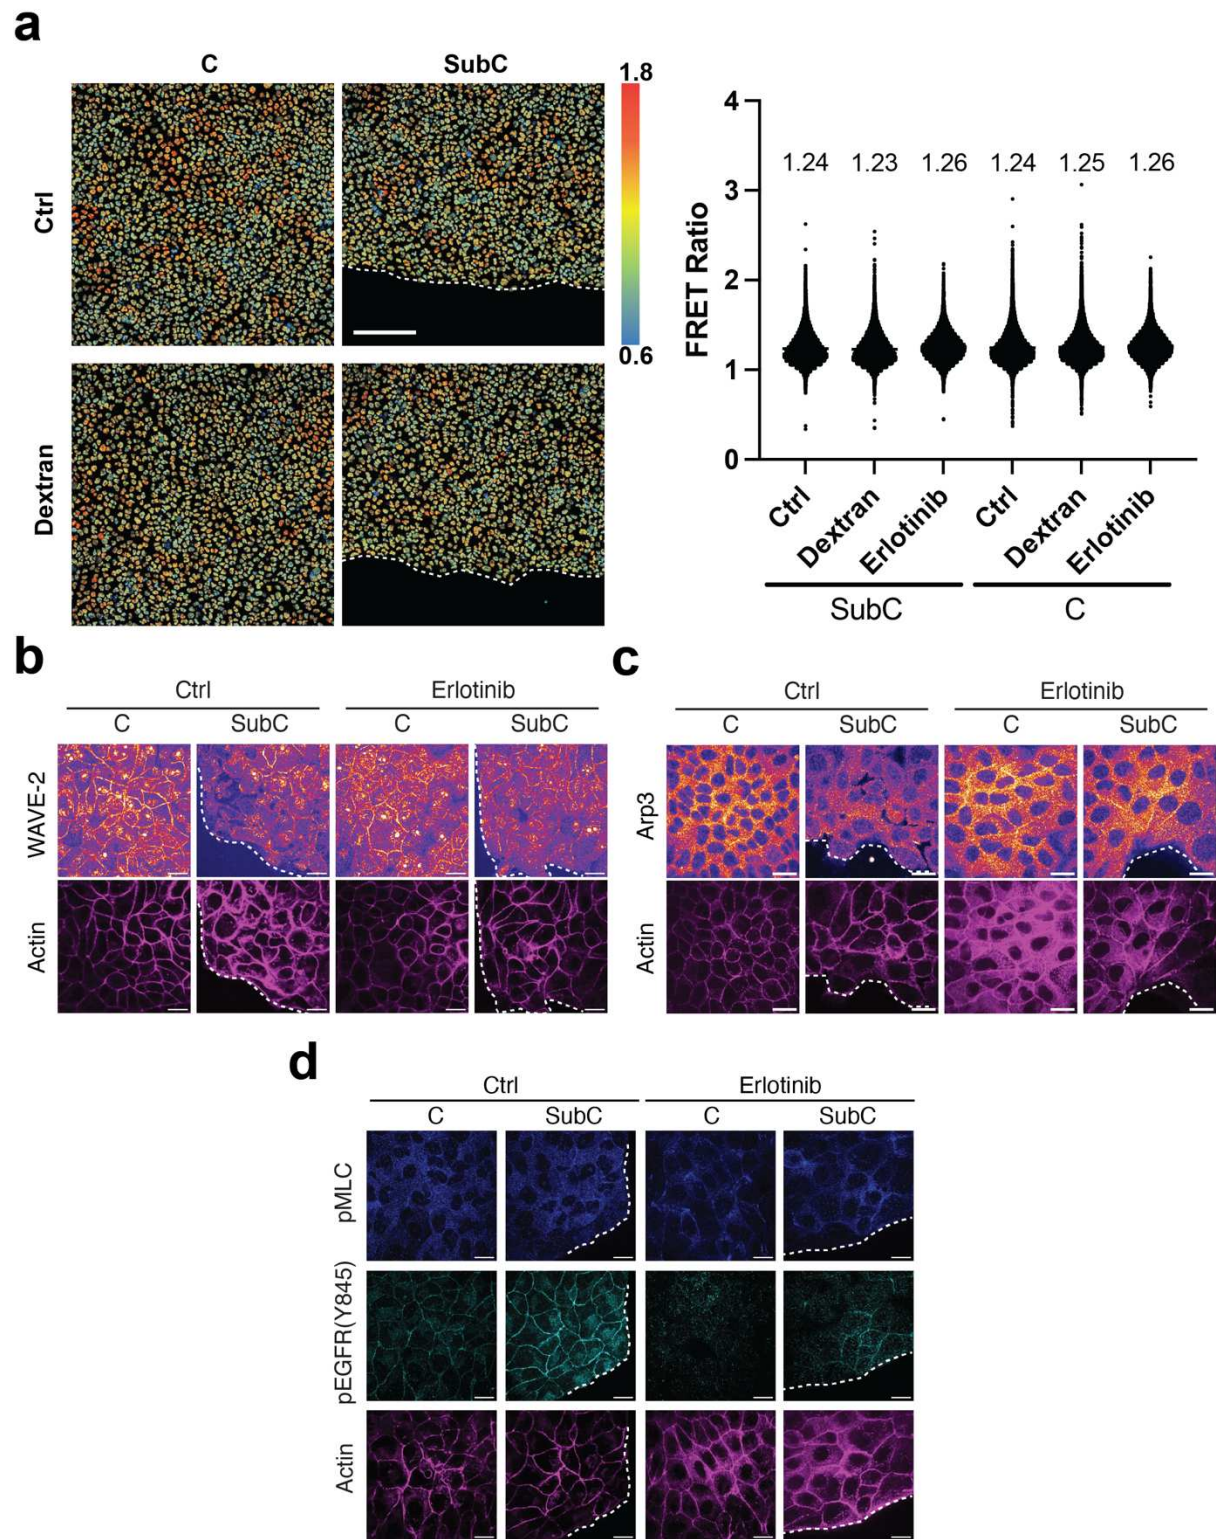 a
C SubC
1.8
Ctrl
0.6
Dextran
4
3
2
1
0
FRET Ratio
1.24 1.23 1.26 1.24 1.25 1.26
Ctrl Dextran Erlotinib Ctrl Dextran Erlotinib
SubC C
b
Ctrl Erlotinib
C SubC C SubC
WAVE-2
Actin
c
Ctrl Erlotinib
C SubC C SubC
Arp3
Actin
d
Ctrl Erlotinib
C SubC C SubC
pMLC
pEGFR(Y845)
Actin